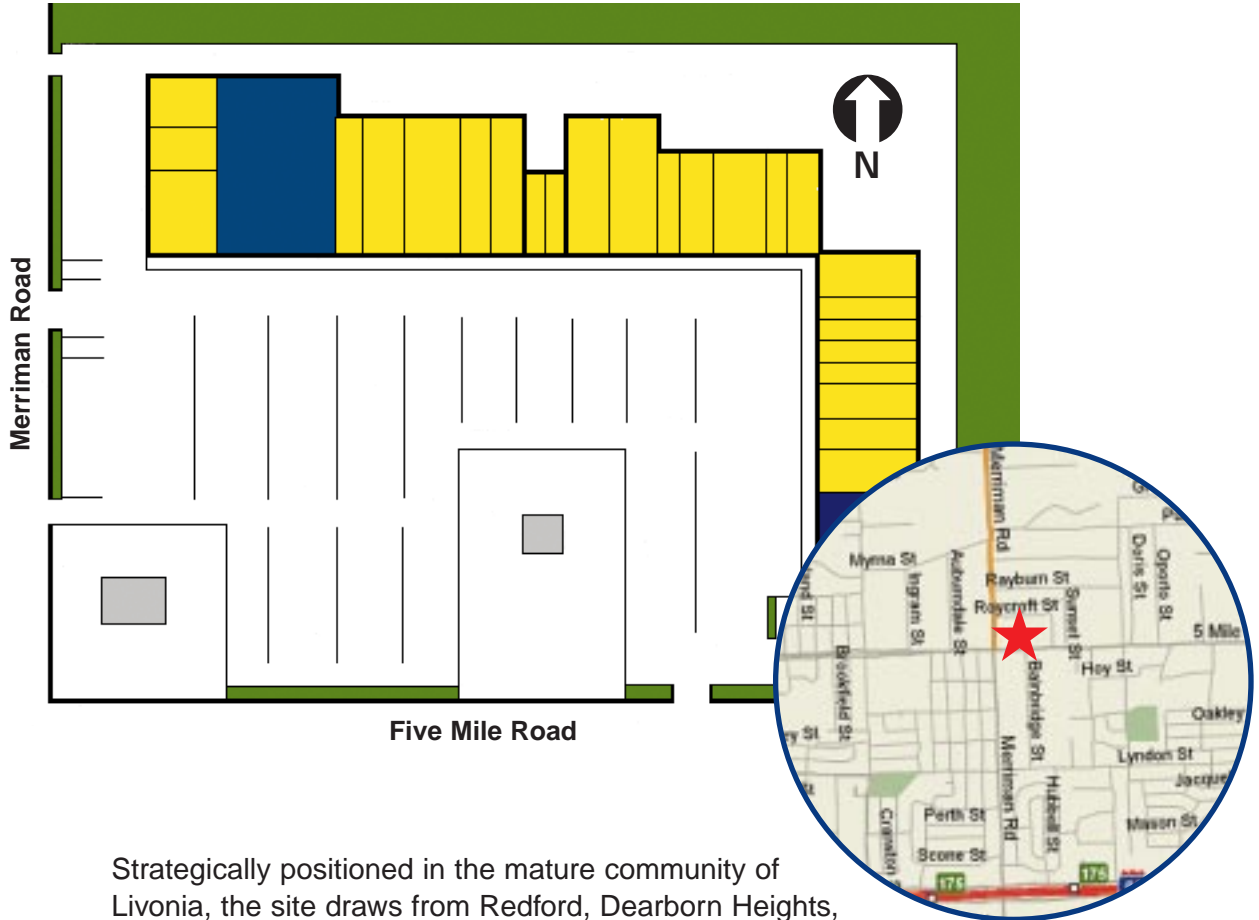 N
Merriman Road
Five Mile Road
Merriman Rd
Myrna St
Ingram St
Auburndale St
Rayburn St
Roycroft St
Sunset St
Doris St
Oporto St
5 Mile
Brookfield St
Bainbridge St
Hoy St
Oakley
Lyndon St
Merriman Rd
Hubbell St
Perth St
Mason St
Scone St
175
176
Strategically positioned in the mature community of
Livonia, the site draws from Redford, Dearborn Heights,